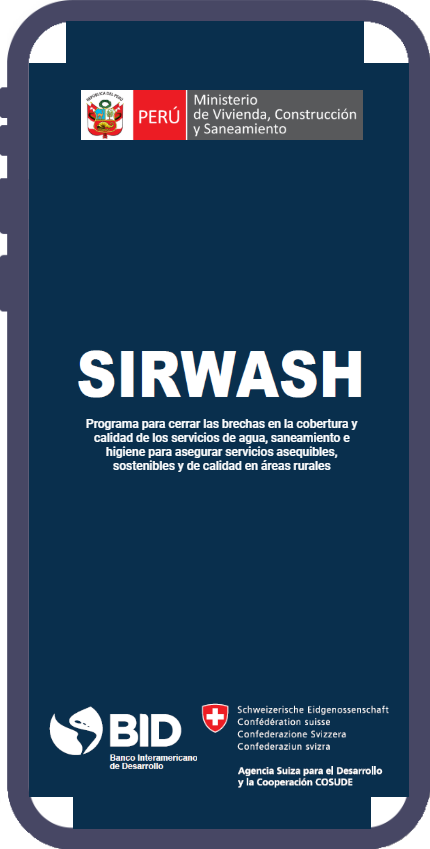 REPÚBLICA DEL PERÚ
PERÚ
Ministerio
de Vivienda, Construcción
y Saneamiento
SIRWASH
Programa para cerrar las brechas en la cobertura y
calidad de los servicios de agua, saneamiento e
higiene para asegurar servicios asequibles,
sostenibles y de calidad en áreas rurales
BID
Banco Interamericano
de Desarrollo
Schweizerische Eidgenossenschaft
Confédération suisse
Confederazione Svizzera
Confederaziun svizra
Agencia Suiza para el Desarrollo
y la Cooperación COSUDE